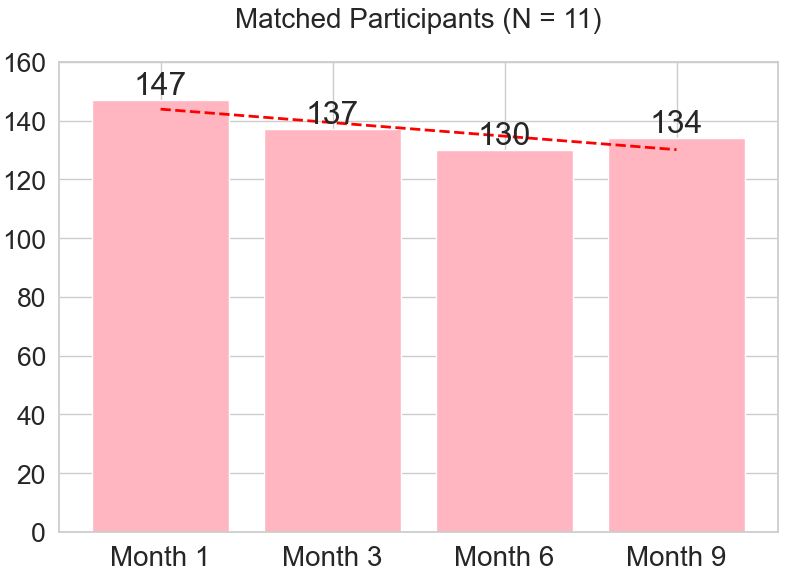 Matched Participants (N = 11)
160
140
120
100
80
60
40
20
0
147
137
130
134
Month 1
Month 3
Month 6
Month 9